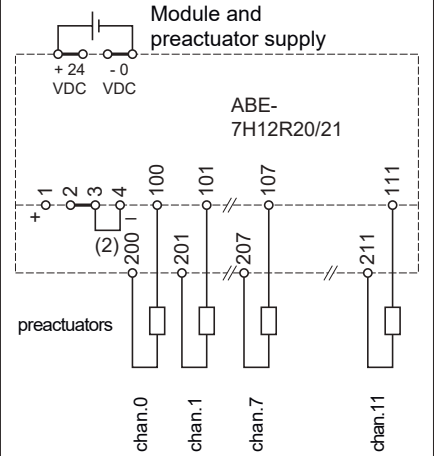 Module and
preactuator supply
+ 24
VDC
- 0
VDC
ABE-
7H12R20/21
1 2 3 4 100 101 107 111
+ –
(2)
200 201 207 211
preactuators
chan.0 chan.1 chan.7 chan.11